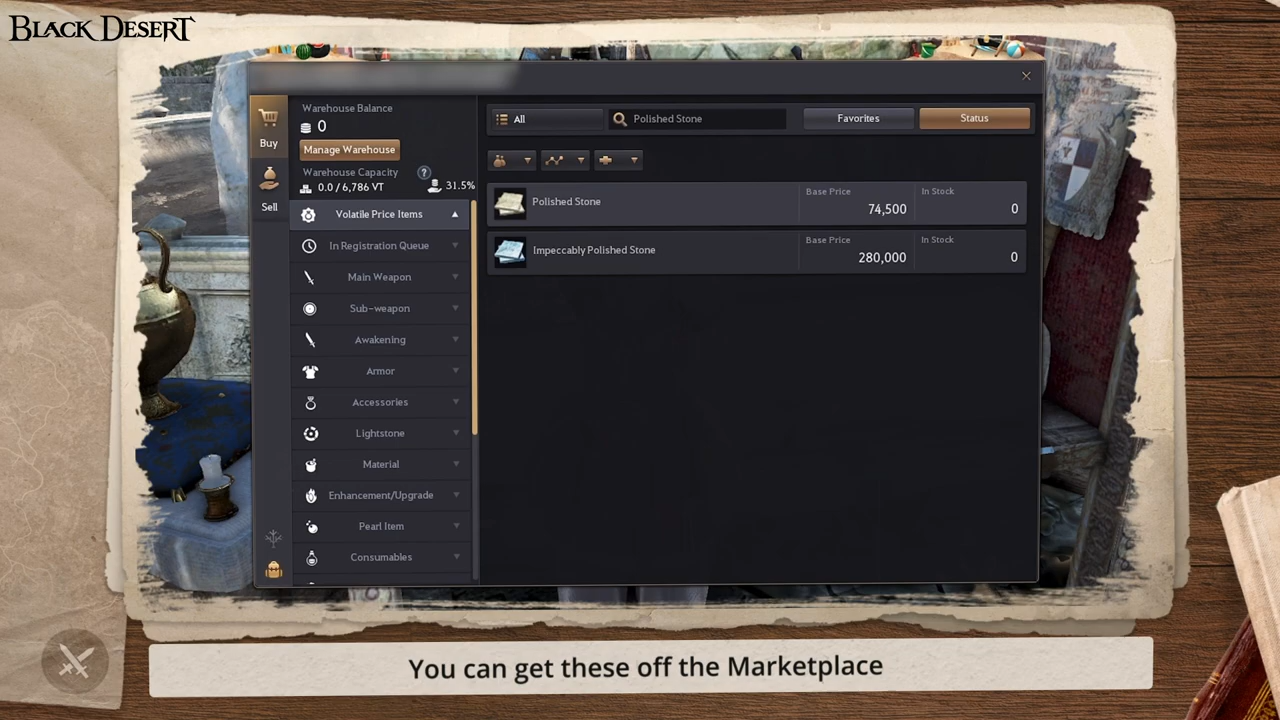 BLACK DESERT
Warehouse Balance
0
Manage Warehouse
Warehouse Capacity
?
0.0 / 6,786 VT
31.5%
Buy
Sell
Volatile Price Items
In Registration Queue
Main Weapon
Sub-weapon
Awakening
Armor
Accessories
Lightstone
Material
Enhancement/Upgrade
Pearl Item
Consumables
All
Polished Stone
Favorites
Status
Polished Stone
Base Price
74,500
In Stock
0
Impeccably Polished Stone
Base Price
280,000
In Stock
0
You can get these off the Marketplace